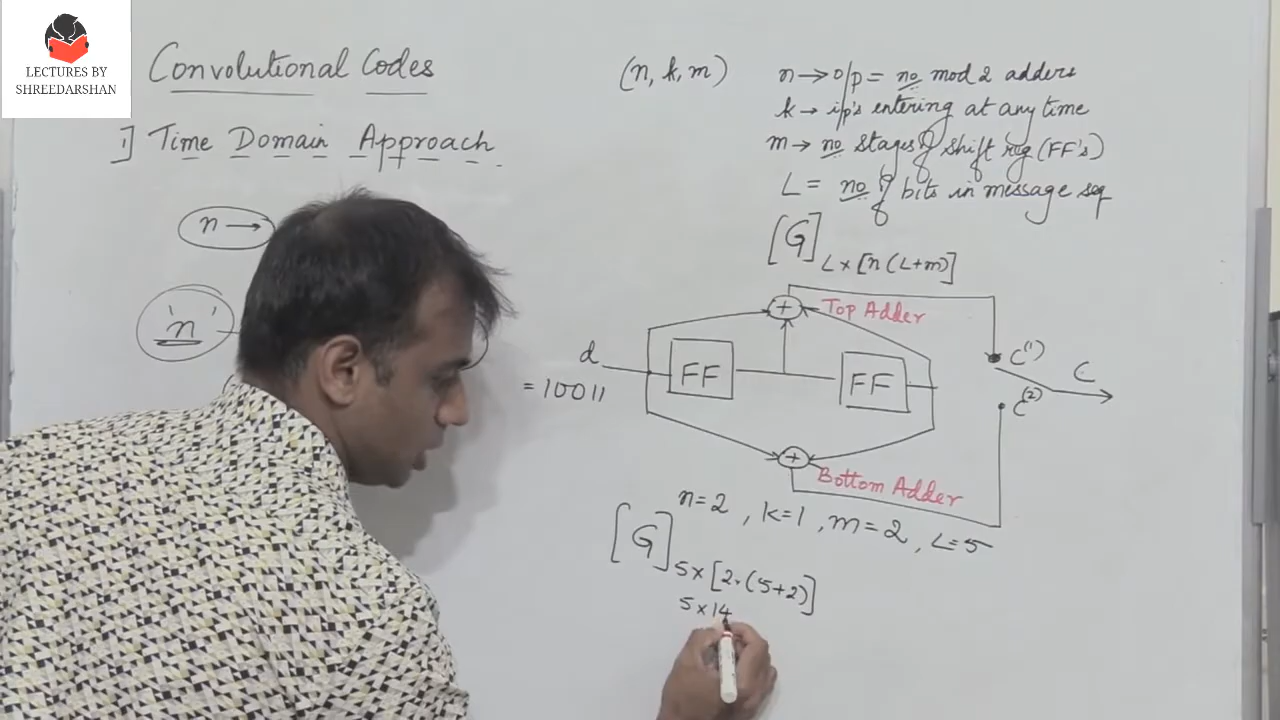 LECTURES BY
SHREEDARSHAN
Convolutional Codes
1] Time Domain Approach
n →
'n'
(n, k, m)
n → o/p = no mod 2 adders
k → i/p's entering at any time
m → no stages of shift reg (FF's)
L = no of bits in message seq
[G] L × [n (L+m)]
+ Top Adder
d
= 10011
FF
FF
C(1)
C
C(2)
+
Bottom Adder
n = 2 , k = 1 , m = 2 , L = 5
[G] 5 × [2 · (5+2)]
5 × 14